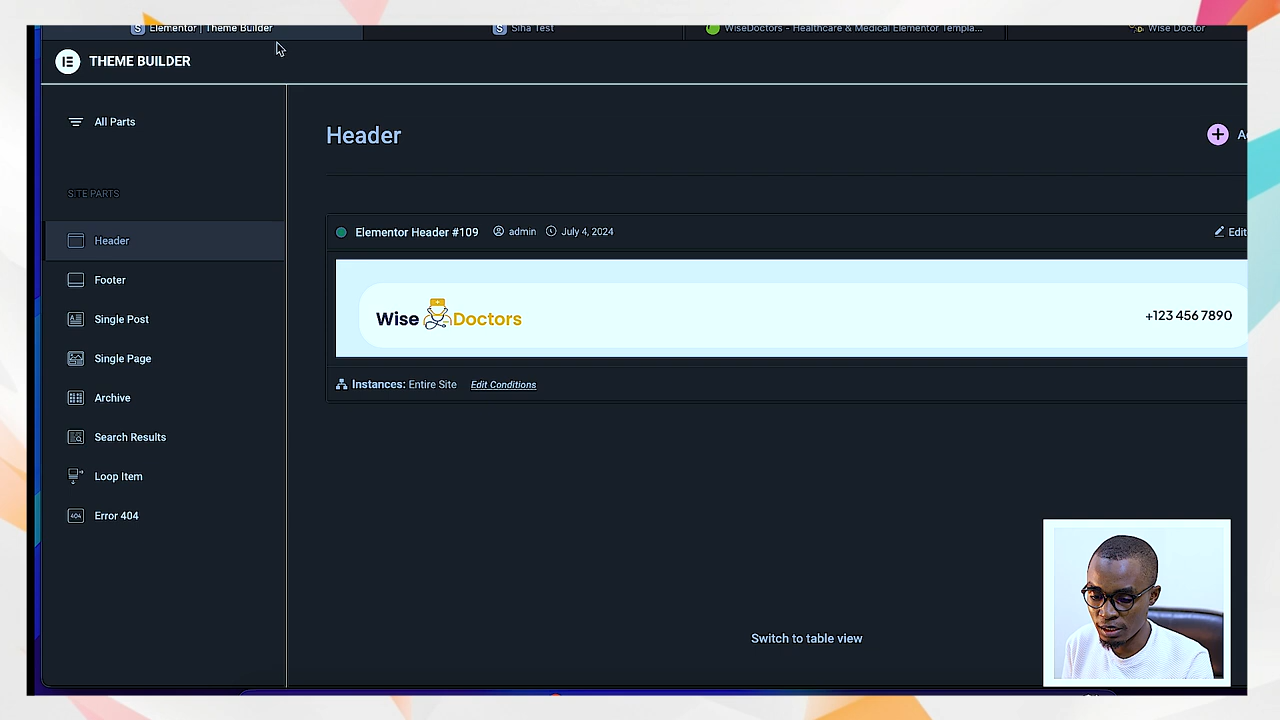 Elementor | Theme Builder
Siha Test
WiseDoctors - Healthcare & Medical Elementor Templa...
Wise Doctor
THEME BUILDER
All Parts
Header
SITE PARTS
Elementor Header #109 admin July 4, 2024
Edit
Header
Footer
Single Post
Wise Doctors
+123 456 7890
Single Page
Instances: Entire Site Edit Conditions
Archive
Search Results
Loop Item
404 Error 404
Switch to table view